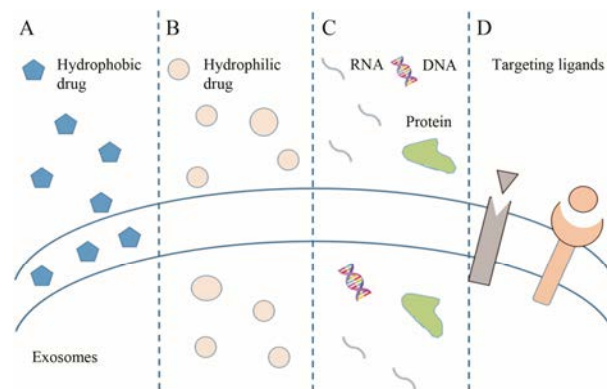 A
B
C
D
Hydrophobic
drug
Hydrophilic
drug
RNA
DNA
Targeting ligands
Protein
Exosomes